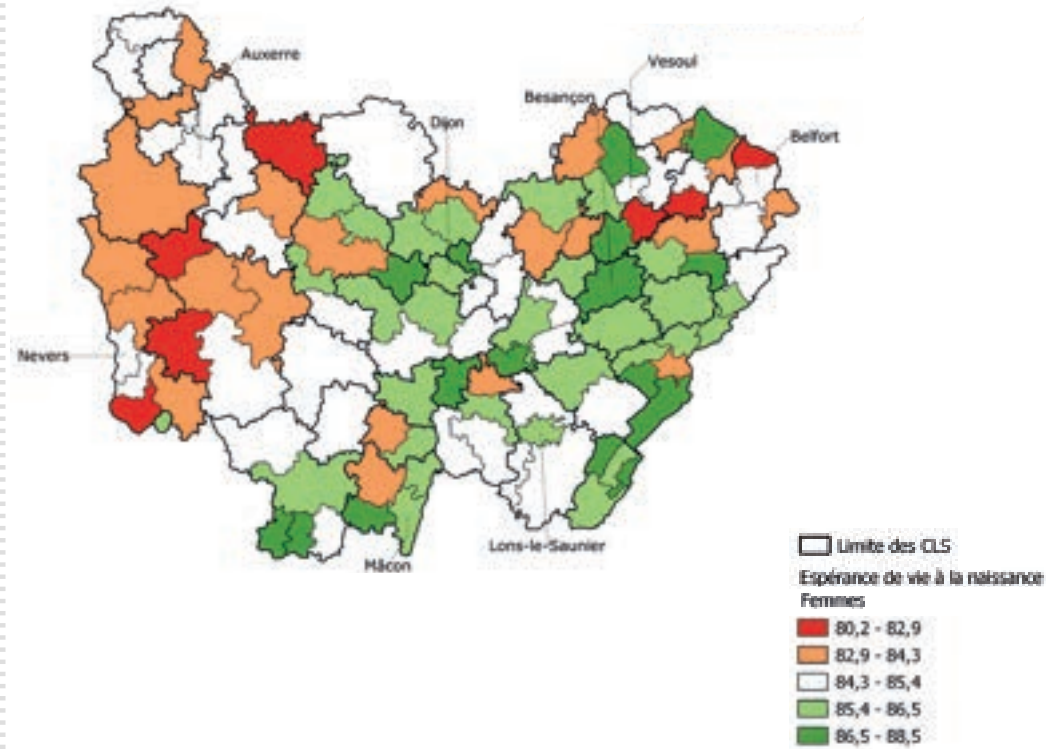 Auxerre
Vesoul
Besançon
Dijon
Belfort
Nevers
Lons-le-Saunier
Mâcon
Limite des CLS
Espérance de vie à la naissance
Femmes
80,2 - 82,9
82,9 - 84,3
84,3 - 85,4
85,4 - 86,5
86,5 - 88,5